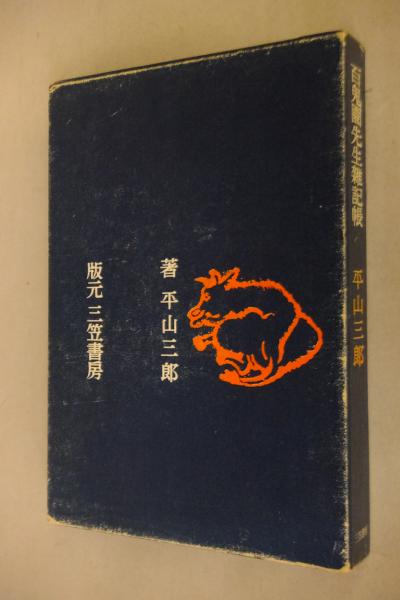 百鬼園先生雑記帳
平山三郎
著 平山三郎
版元 三笠書房